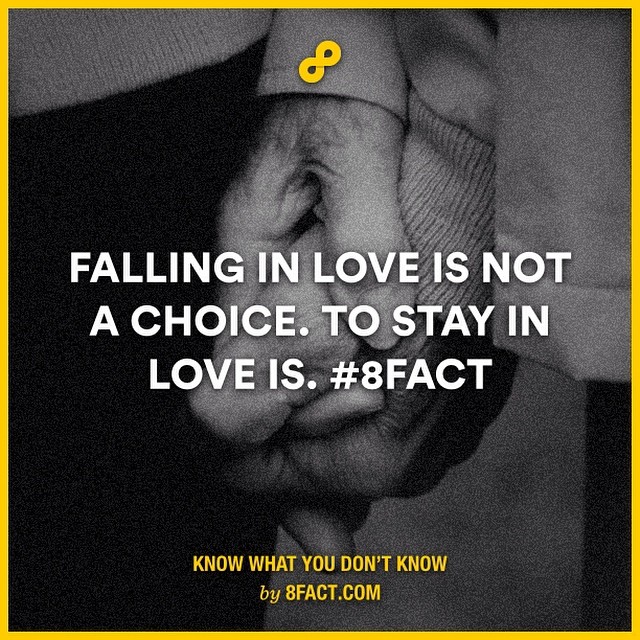 FALLING IN LOVE IS NOT
A CHOICE. TO STAY IN
LOVE IS. #8FACT
KNOW WHAT YOU DON'T KNOW
by 8FACT.COM